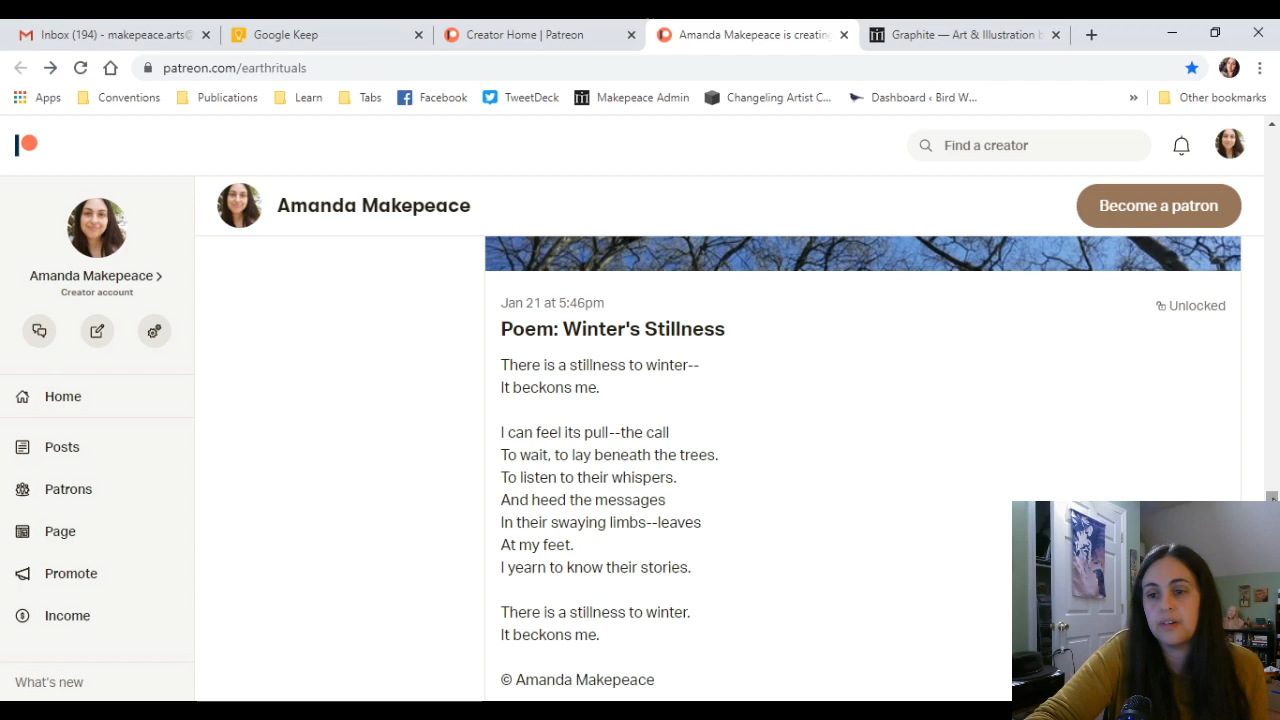 Inbox (194) - makepeace.arts@
Google Keep
Creator Home | Patreon
Amanda Makepeace is creating
Graphite — Art & Illustration b
patreon.com/earthrituals
Apps
Conventions
Publications
Learn
Tabs
Facebook
TweetDeck
Makepeace Admin
Changeling Artist C...
Dashboard ‹ Bird W...
»
Other bookmarks
Find a creator
Amanda Makepeace
Become a patron
Amanda Makepeace
Creator account
Home
Posts
Patrons
Page
Promote
Income
What's new
Jan 21 at 5:46pm
Unlocked
Poem: Winter's Stillness
There is a stillness to winter--
It beckons me.
I can feel its pull--the call
To wait, to lay beneath the trees.
To listen to their whispers.
And heed the messages
In their swaying limbs--leaves
At my feet.
I yearn to know their stories.
There is a stillness to winter.
It beckons me.
© Amanda Makepeace